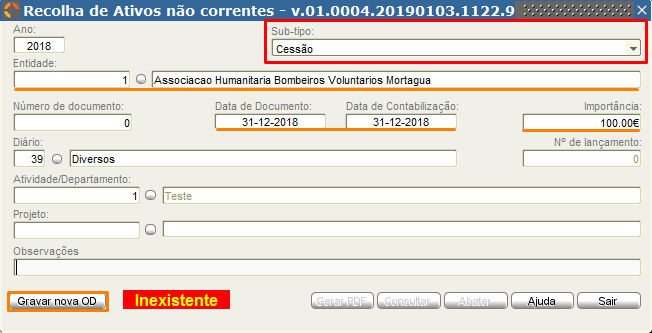 Recolha de Ativos não correntes - v.01.0004.20190103.1122.9
Ano:
2018
Sub-tipo:
Cessão
Entidade:
1 Associacao Humanitaria Bombeiros Voluntarios Mortagua
Número de documento: Data de Documento: Data de Contabilização: Importância:
0 31-12-2018 31-12-2018 100.00€
Diário: Nº de lançamento:
39 Diversos 0
Atividade/Departamento:
1 Teste
Projeto:
Observações
Gravar nova OD Inexistente Gerar PDF Consultar Abater Ajuda Sair